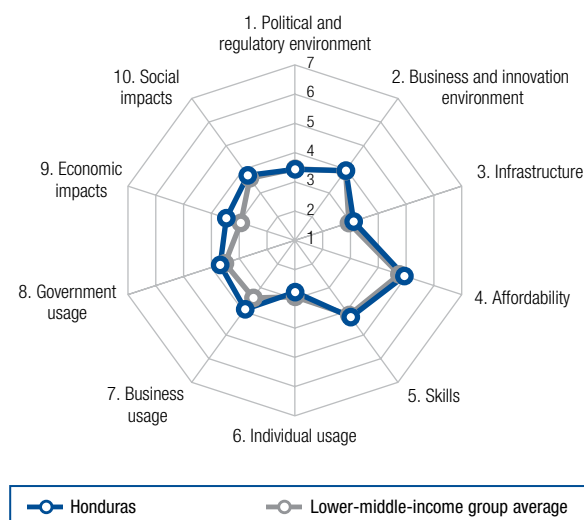 1. Political and
regulatory environment
2. Business and innovation
environment
3. Infrastructure
4. Affordability
5. Skills
6. Individual usage
7. Business
usage
8. Government
usage
9. Economic
impacts
10. Social
impacts
7
6
5
4
3
2
1
Honduras
Lower-middle-income group average